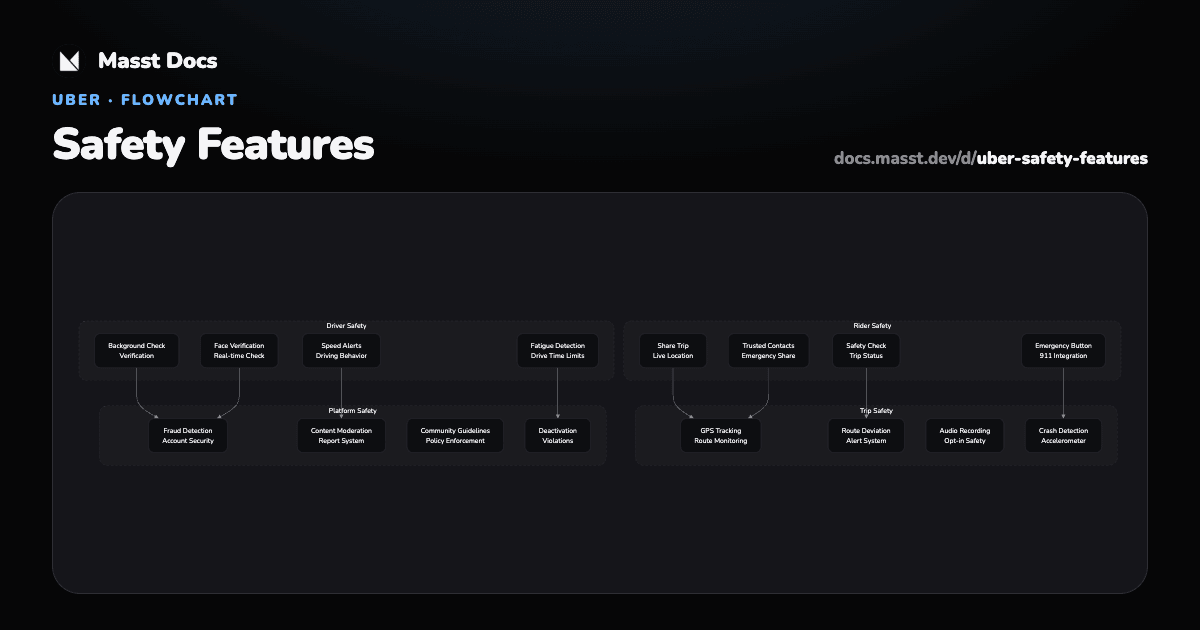 Masst Docs
UBER · FLOWCHART
Safety Features
docs.masst.dev/d/uber-safety-features
Driver Safety
Background Check
Verification
Face Verification
Real-time Check
Speed Alerts
Driving Behavior
Fatigue Detection
Drive Time Limits
Rider Safety
Share Trip
Live Location
Trusted Contacts
Emergency Share
Safety Check
Trip Status
Emergency Button
911 Integration
Platform Safety
Fraud Detection
Account Security
Content Moderation
Report System
Community Guidelines
Policy Enforcement
Deactivation
Violations
Trip Safety
GPS Tracking
Route Monitoring
Route Deviation
Alert System
Audio Recording
Opt-in Safety
Crash Detection
Accelerometer